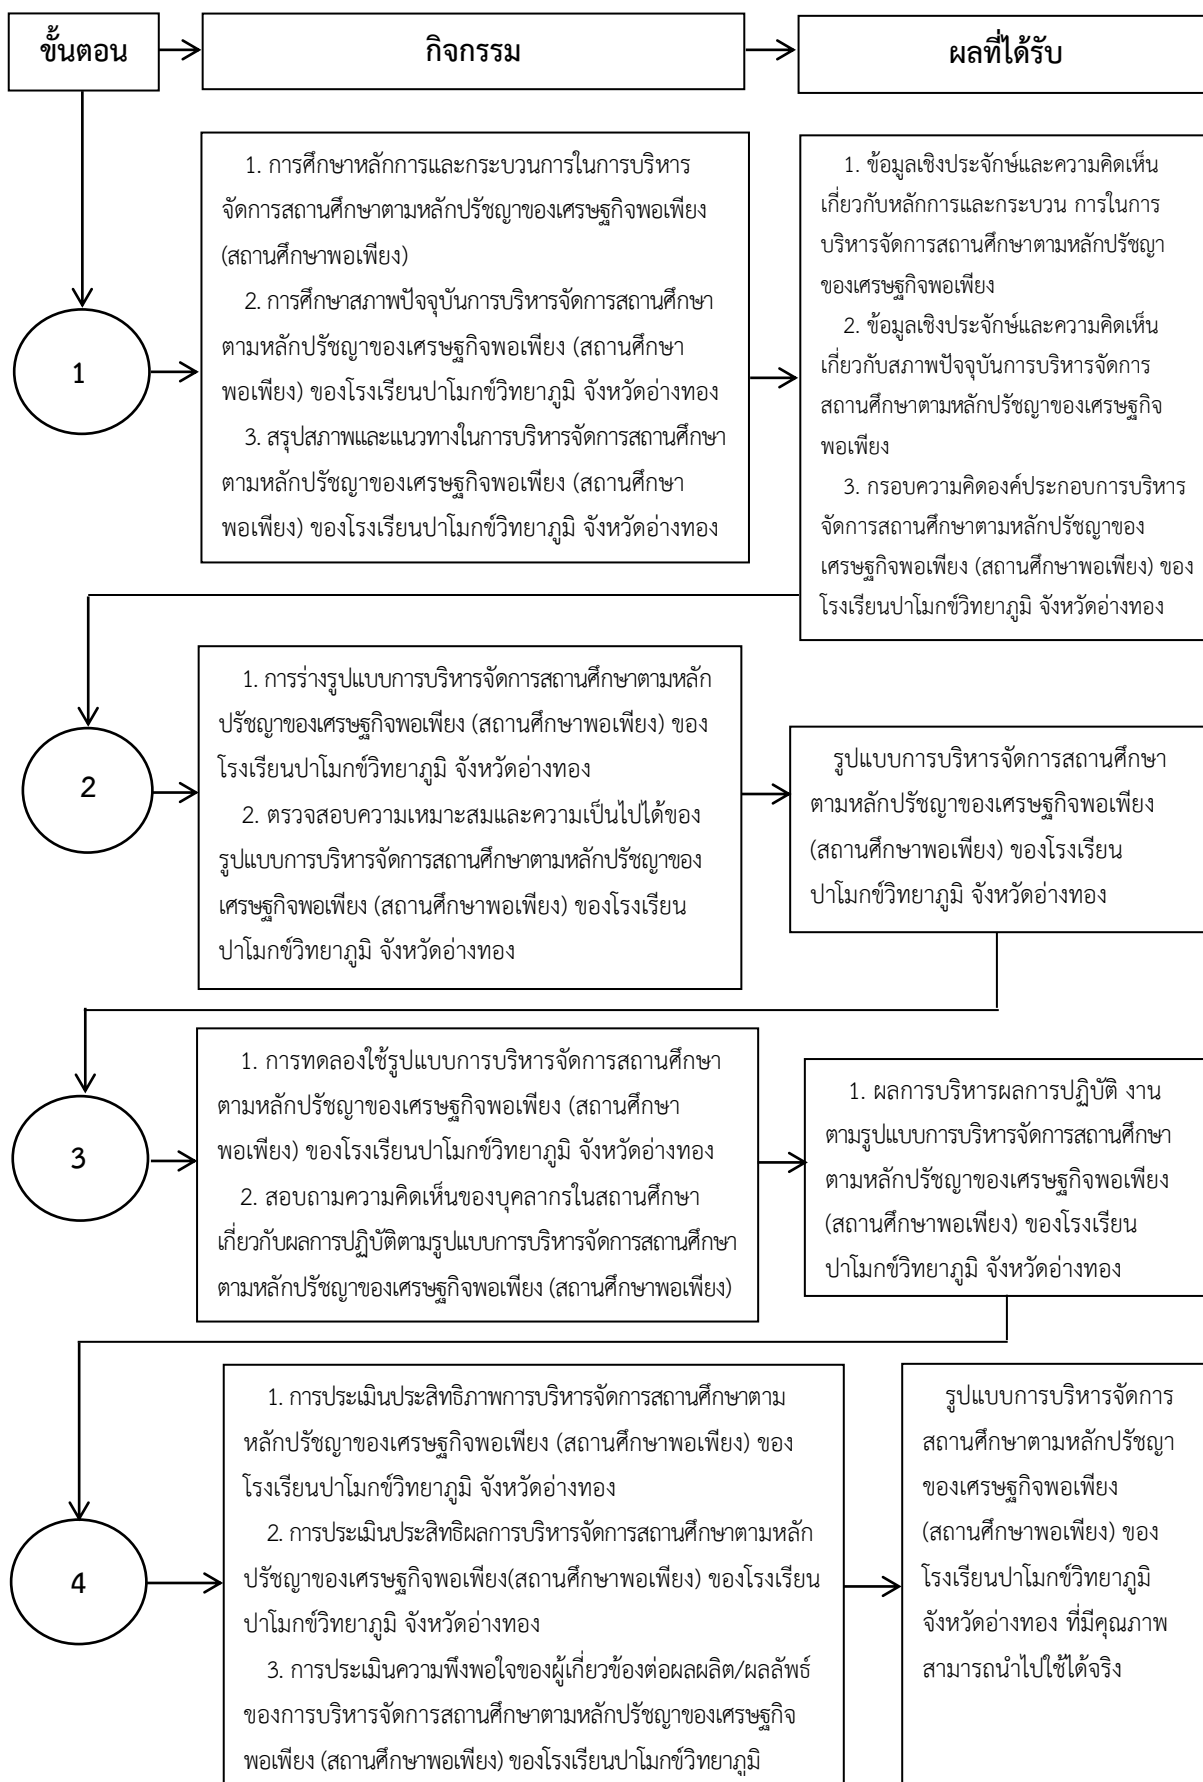 ขั้นตอน
กิจกรรม
ผลที่ได้รับ
1
1. การศึกษาหลักการและกระบวนการในการบริหาร
จัดการสถานศึกษาตามหลักปรัชญาของเศรษฐกิจพอเพียง
(สถานศึกษาพอเพียง)
2. การศึกษาสภาพปัจจุบันการบริหารจัดการสถานศึกษา
ตามหลักปรัชญาของเศรษฐกิจพอเพียง (สถานศึกษา
พอเพียง) ของโรงเรียนปาโมกข์วิทยาภูมิ จังหวัดอ่างทอง
3. สรุปสภาพและแนวทางในการบริหารจัดการสถานศึกษา
ตามหลักปรัชญาของเศรษฐกิจพอเพียง (สถานศึกษา
พอเพียง) ของโรงเรียนปาโมกข์วิทยาภูมิ จังหวัดอ่างทอง
1. ข้อมูลเชิงประจักษ์และความคิดเห็น
เกี่ยวกับหลักการและกระบวน การในการ
บริหารจัดการสถานศึกษาตามหลักปรัชญา
ของเศรษฐกิจพอเพียง
2. ข้อมูลเชิงประจักษ์และความคิดเห็น
เกี่ยวกับสภาพปัจจุบันการบริหารจัดการ
สถานศึกษาตามหลักปรัชญาของเศรษฐกิจ
พอเพียง
3. กรอบความคิดองค์ประกอบการบริหาร
จัดการสถานศึกษาตามหลักปรัชญาของ
เศรษฐกิจพอเพียง (สถานศึกษาพอเพียง) ของ
โรงเรียนปาโมกข์วิทยาภูมิ จังหวัดอ่างทอง
2
1. การร่างรูปแบบการบริหารจัดการสถานศึกษาตามหลัก
ปรัชญาของเศรษฐกิจพอเพียง (สถานศึกษาพอเพียง) ของ
โรงเรียนปาโมกข์วิทยาภูมิ จังหวัดอ่างทอง
2. ตรวจสอบความเหมาะสมและความเป็นไปได้ของ
รูปแบบการบริหารจัดการสถานศึกษาตามหลักปรัชญาของ
เศรษฐกิจพอเพียง (สถานศึกษาพอเพียง) ของโรงเรียน
ปาโมกข์วิทยาภูมิ จังหวัดอ่างทอง
รูปแบบการบริหารจัดการสถานศึกษา
ตามหลักปรัชญาของเศรษฐกิจพอเพียง
(สถานศึกษาพอเพียง) ของโรงเรียน
ปาโมกข์วิทยาภูมิ จังหวัดอ่างทอง
3
1. การทดลองใช้รูปแบบการบริหารจัดการสถานศึกษา
ตามหลักปรัชญาของเศรษฐกิจพอเพียง (สถานศึกษา
พอเพียง) ของโรงเรียนปาโมกข์วิทยาภูมิ จังหวัดอ่างทอง
2. สอบถามความคิดเห็นของบุคลากรในสถานศึกษา
เกี่ยวกับผลการปฏิบัติตามรูปแบบการบริหารจัดการสถานศึกษา
ตามหลักปรัชญาของเศรษฐกิจพอเพียง (สถานศึกษาพอเพียง)
1. ผลการบริหารผลการปฏิบัติ งาน
ตามรูปแบบการบริหารจัดการสถานศึกษา
ตามหลักปรัชญาของเศรษฐกิจพอเพียง
(สถานศึกษาพอเพียง) ของโรงเรียน
ปาโมกข์วิทยาภูมิ จังหวัดอ่างทอง
4
1. การประเมินประสิทธิภาพการบริหารจัดการสถานศึกษาตาม
หลักปรัชญาของเศรษฐกิจพอเพียง (สถานศึกษาพอเพียง) ของ
โรงเรียนปาโมกข์วิทยาภูมิ จังหวัดอ่างทอง
2. การประเมินประสิทธิผลการบริหารจัดการสถานศึกษาตามหลัก
ปรัชญาของเศรษฐกิจพอเพียง(สถานศึกษาพอเพียง) ของโรงเรียน
ปาโมกข์วิทยาภูมิ จังหวัดอ่างทอง
3. การประเมินความพึงพอใจของผู้เกี่ยวข้องต่อผลผลิต/ผลลัพธ์
ของการบริหารจัดการสถานศึกษาตามหลักปรัชญาของเศรษฐกิจ
พอเพียง (สถานศึกษาพอเพียง) ของโรงเรียนปาโมกข์วิทยาภูมิ
รูปแบบการบริหารจัดการ
สถานศึกษาตามหลักปรัชญา
ของเศรษฐกิจพอเพียง
(สถานศึกษาพอเพียง) ของ
โรงเรียนปาโมกข์วิทยาภูมิ
จังหวัดอ่างทอง ที่มีคุณภาพ
สามารถนำไปใช้ได้จริง